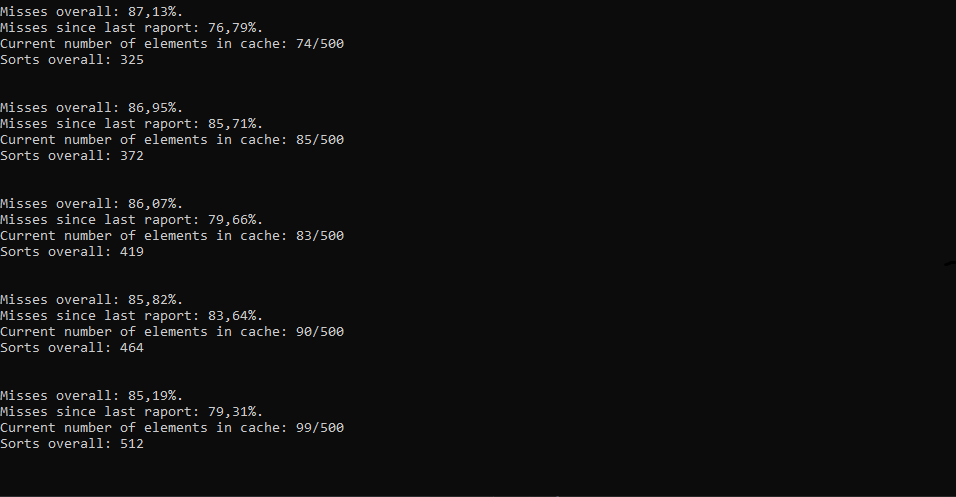 Misses overall: 87,13%.
Misses since last raport: 76,79%.
Current number of elements in cache: 74/500
Sorts overall: 325
Misses overall: 86,95%.
Misses since last raport: 85,71%.
Current number of elements in cache: 85/500
Sorts overall: 372
Misses overall: 86,07%.
Misses since last raport: 79,66%.
Current number of elements in cache: 83/500
Sorts overall: 419
Misses overall: 85,82%.
Misses since last raport: 83,64%.
Current number of elements in cache: 90/500
Sorts overall: 464
Misses overall: 85,19%.
Misses since last raport: 79,31%.
Current number of elements in cache: 99/500
Sorts overall: 512